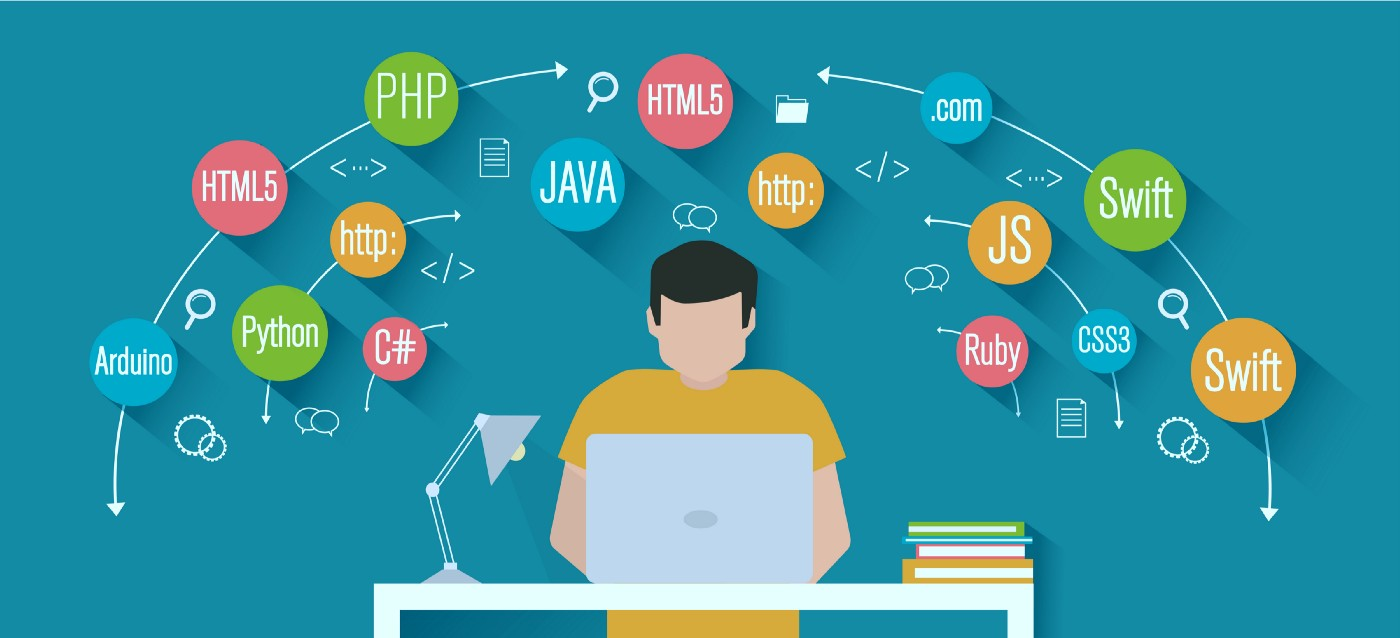 PHP
HTML5
.com
HTML5
JAVA
http:
Swift
http:
JS
Arduino
Python
C#
Ruby
CSS3
Swift
<...>
</>
</>
<...>